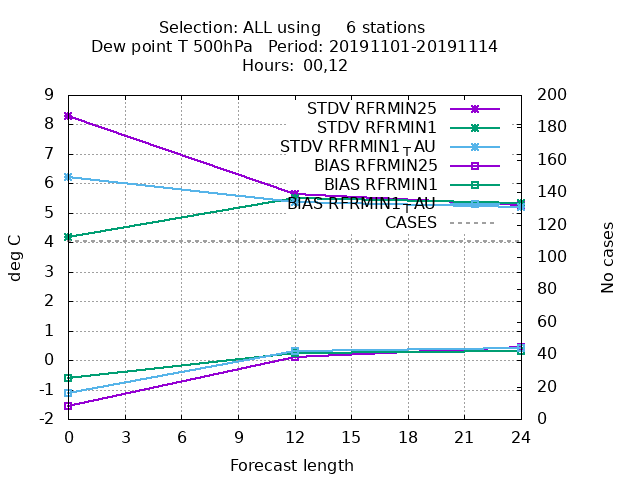 Selection: ALL using     6 stations
Dew point T 500hPa   Period: 20191101-20191114
Hours: 00,12
STDV RFRMIN25
STDV RFRMIN1
STDV RFRMIN1┬AU
BIAS RFRMIN25
BIAS RFRMIN1
BIAS RFRMIN1┬AU
CASES
9
8
7
6
5
4
3
2
1
0
-1
-2
deg C
200
180
160
140
120
100
80
60
40
20
0
No cases
0 3 6 9 12 15 18 21 24
Forecast length